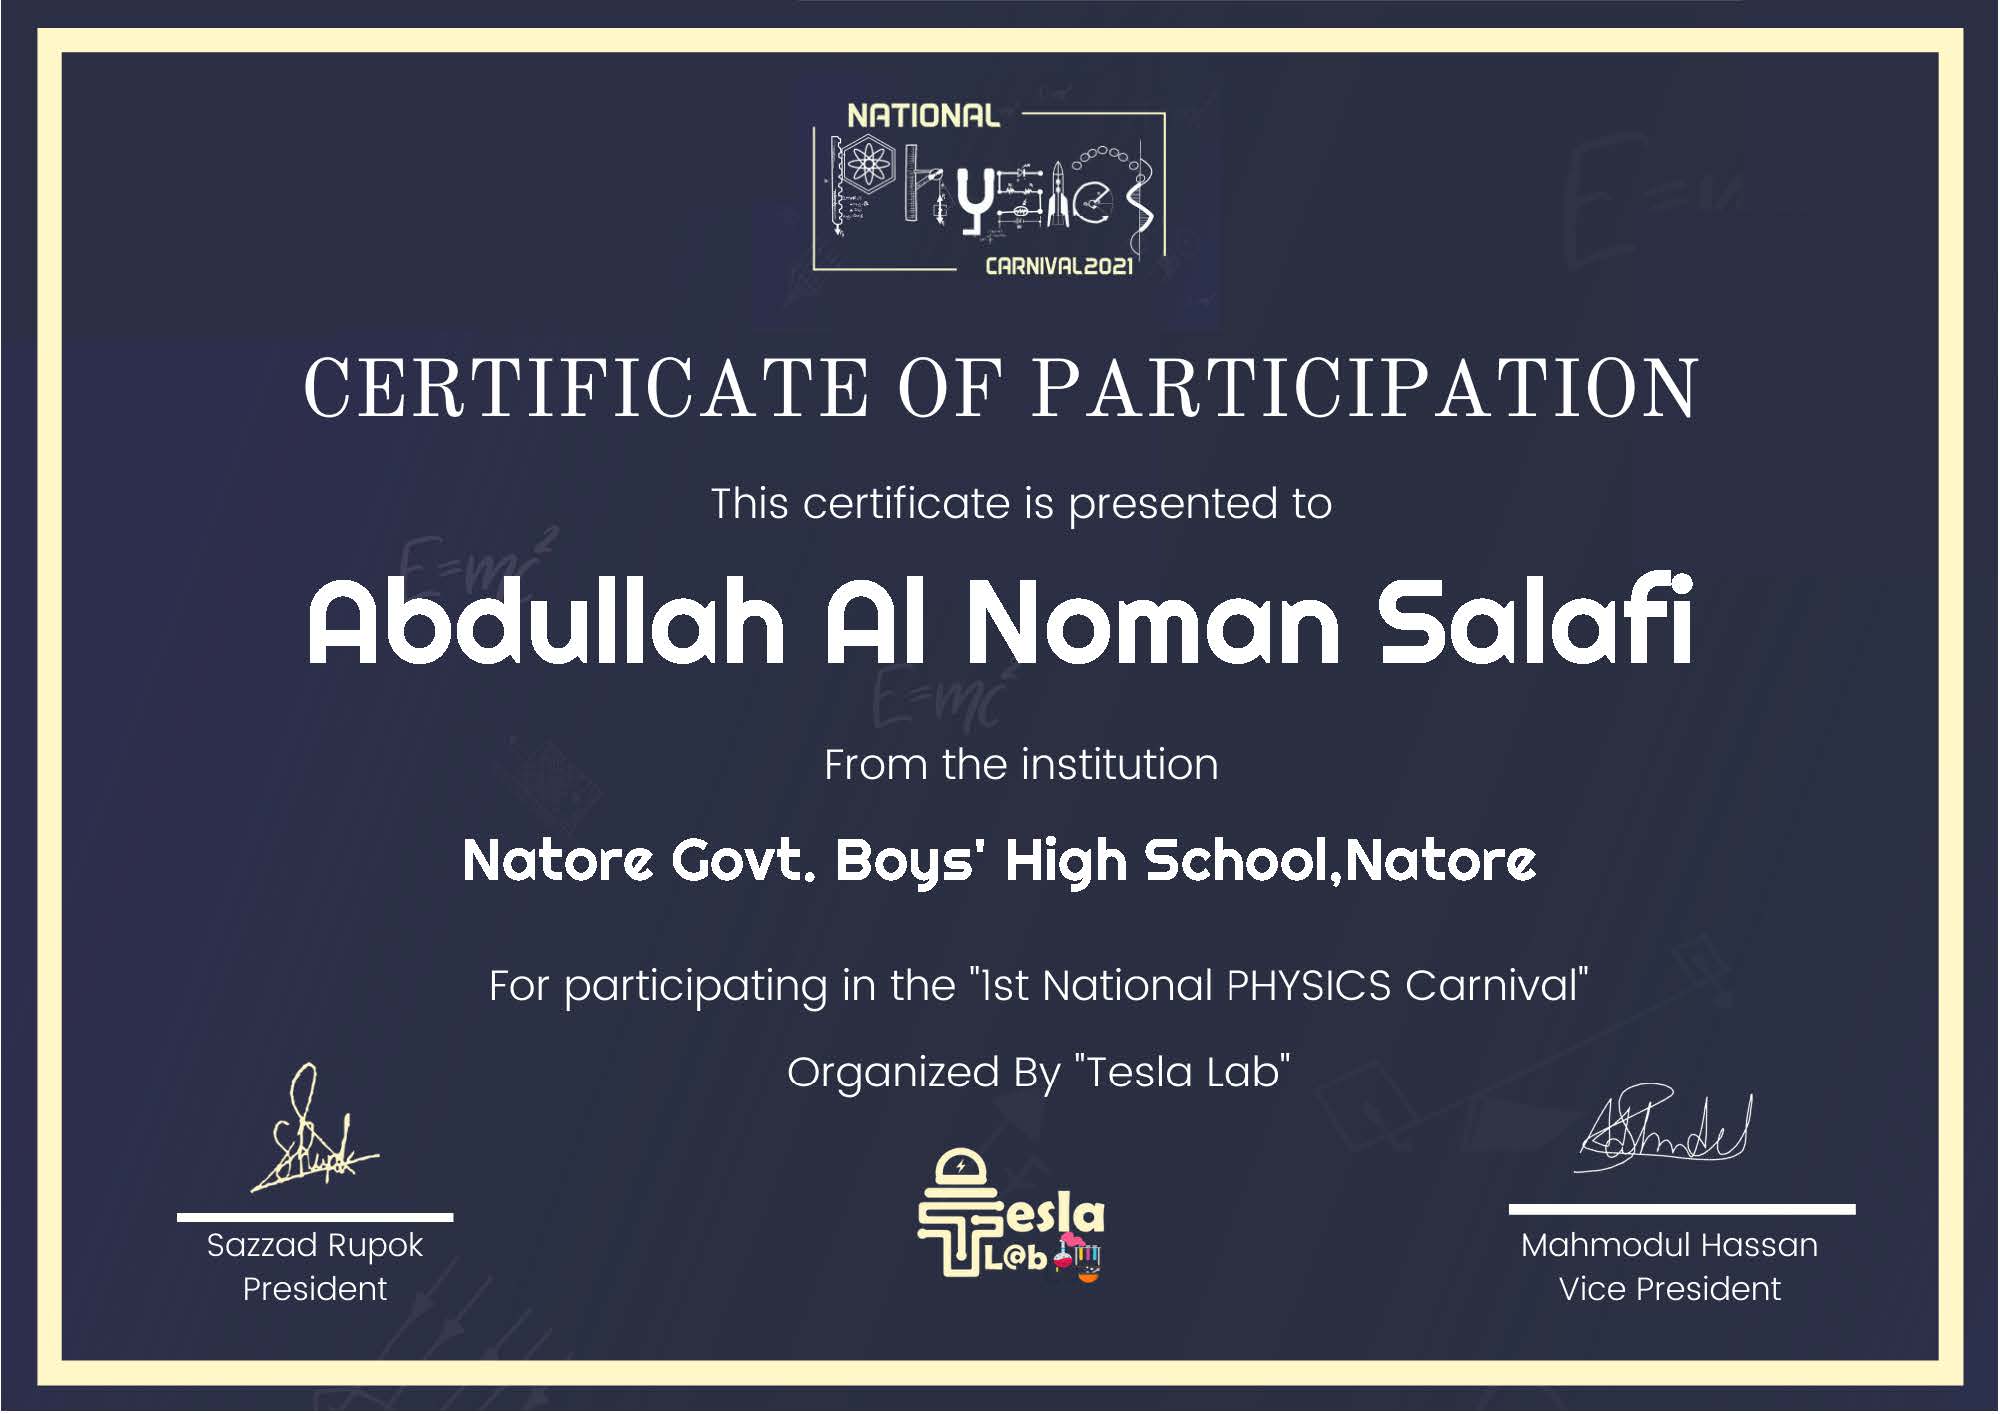 NATIONAL
Physics
CARNIVAL2021
CERTIFICATE OF PARTICIPATION
This certificate is presented to
E=mc²
Abdullah Al Noman Salafi
E=mc²
From the institution
Natore Govt. Boys' High School,Natore
For participating in the "1st National PHYSICS Carnival"
Organized By "Tesla Lab"
Tesla
L@b
Sazzad Rupok
President
Mahmodul Hassan
Vice President